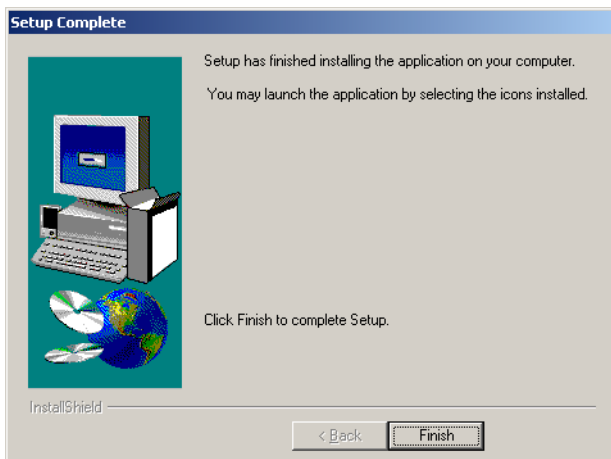 Setup Complete
Setup has finished installing the application on your computer.
You may launch the application by selecting the icons installed.
Click Finish to complete Setup.
InstallShield
< Back
Finish